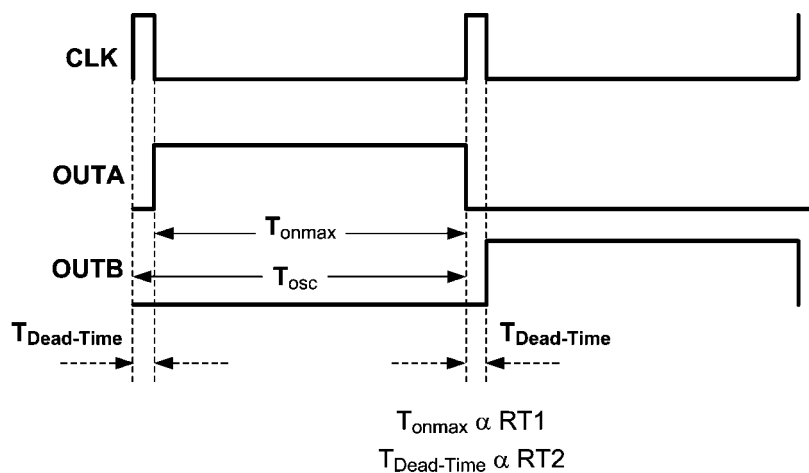 CLK
OUTA
Tonmax
OUTB
Tosc
TDead-Time
TDead-Time
Tonmax α RT1
TDead-Time α RT2